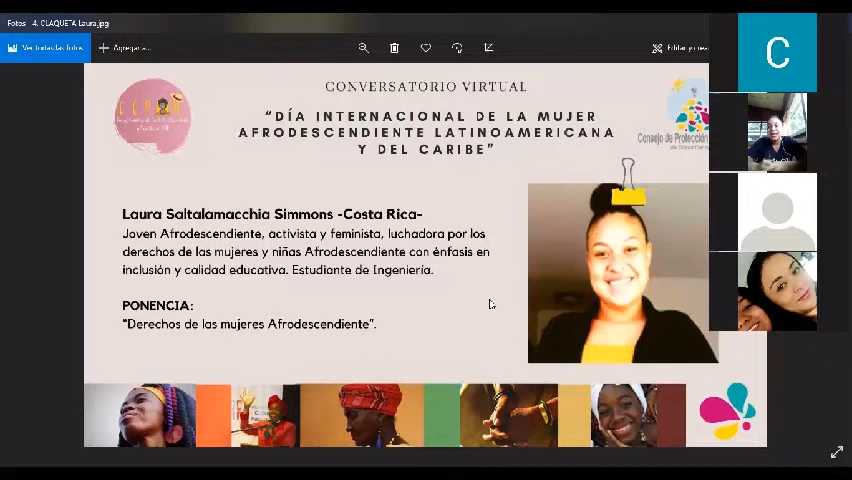 Fotos - 4. CLAQUETA Laura.jpg
Ver todas las fotos
Agregar a...
Editar y crear
CONVERSATORIO VIRTUAL
"DÍA INTERNACIONAL DE LA MUJER
AFRODESCENDIENTE LATINOAMERICANA
Y DEL CARIBE"
Consejo de Protección
Laura Saltalamacchia Simmons -Costa Rica-
Joven Afrodescendiente, activista y feminista, luchadora por los
derechos de las mujeres y niñas Afrodescendiente con énfasis en
inclusión y calidad educativa. Estudiante de Ingeniería.
PONENCIA:
"Derechos de las mujeres Afrodescendiente".
C